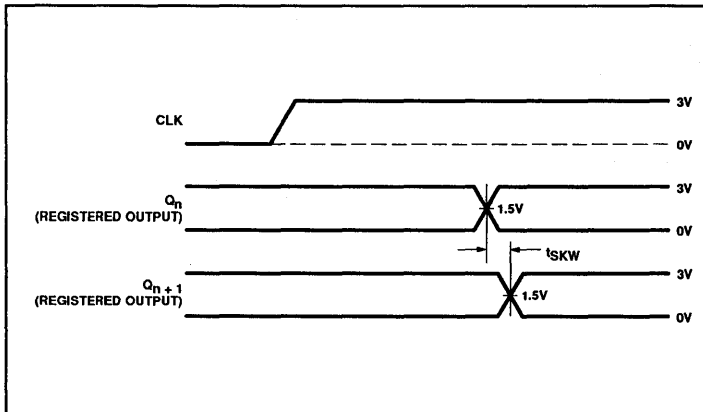 CLK
3V
0V
Qn
(REGISTERED OUTPUT)
3V
1.5V
0V
tSKW
Qn + 1
(REGISTERED OUTPUT)
3V
1.5V
0V